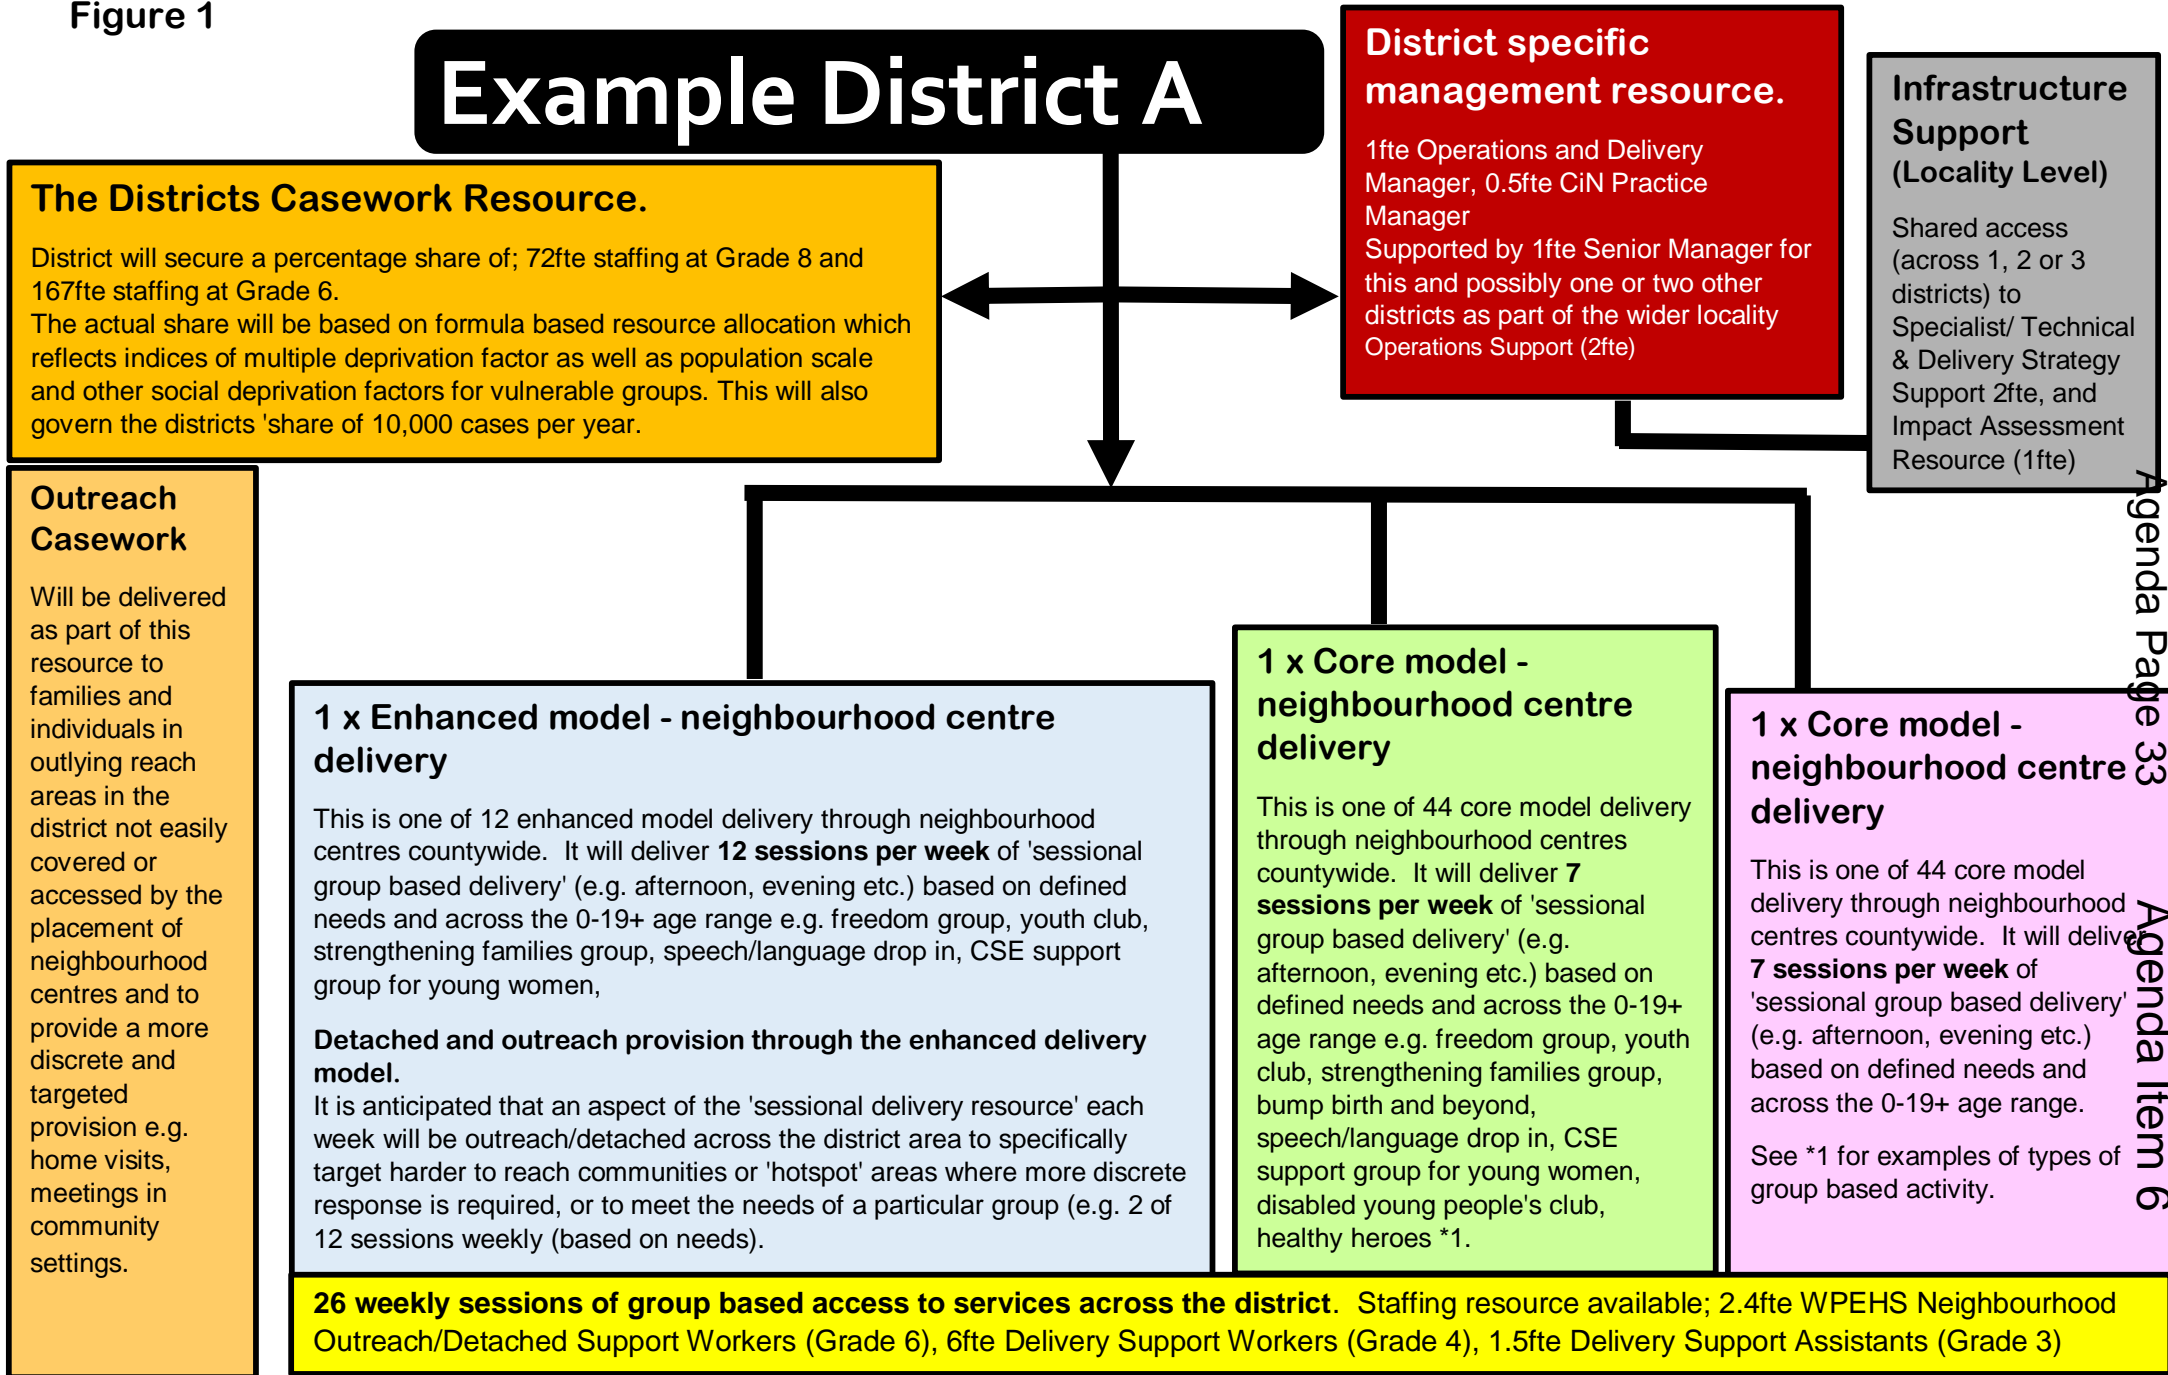 Figure 1
Example District A
District specific
management resource.
1fte Operations and Delivery
Manager, 0.5fte CiN Practice
Manager
Supported by 1fte Senior Manager for
this and possibly one or two other
districts as part of the wider locality
Operations Support (2fte)
Infrastructure
Support
(Locality Level)
Shared access
(across 1, 2 or 3
districts) to
Specialist/ Technical
& Delivery Strategy
Support 2fte, and
Impact Assessment
Resource (1fte)
The Districts Casework Resource.
District will secure a percentage share of; 72fte staffing at Grade 8 and
167fte staffing at Grade 6.
The actual share will be based on formula based resource allocation which
reflects indices of multiple deprivation factor as well as population scale
and other social deprivation factors for vulnerable groups. This will also
govern the districts 'share of 10,000 cases per year.
Outreach
Casework
Will be delivered
as part of this
resource to
families and
individuals in
outlying reach
areas in the
district not easily
covered or
accessed by the
placement of
neighbourhood
centres and to
provide a more
discrete and
targeted
provision e.g.
home visits,
meetings in
community
settings.
1 x Enhanced model - neighbourhood centre
delivery
This is one of 12 enhanced model delivery through neighbourhood
centres countywide. It will deliver 12 sessions per week of 'sessional
group based delivery' (e.g. afternoon, evening etc.) based on defined
needs and across the 0-19+ age range e.g. freedom group, youth club,
strengthening families group, speech/language drop in, CSE support
group for young women,
Detached and outreach provision through the enhanced delivery
model.
It is anticipated that an aspect of the 'sessional delivery resource' each
week will be outreach/detached across the district area to specifically
target harder to reach communities or 'hotspot' areas where more discrete
response is required, or to meet the needs of a particular group (e.g. 2 of
12 sessions weekly (based on needs).
1 x Core model -
neighbourhood centre
delivery
This is one of 44 core model delivery
through neighbourhood centres
countywide. It will deliver 7
sessions per week of 'sessional
group based delivery' (e.g.
afternoon, evening etc.) based on
defined needs and across the 0-19+
age range e.g. freedom group, youth
club, strengthening families group,
bump birth and beyond,
speech/language drop in, CSE
support group for young women,
disabled young people's club,
healthy heroes *1.
1 x Core model -
neighbourhood centre
delivery
This is one of 44 core model
delivery through neighbourhood
centres countywide. It will deliver
7 sessions per week of
'sessional group based delivery'
(e.g. afternoon, evening etc.)
based on defined needs and
across the 0-19+ age range.
See *1 for examples of types of
group based activity.
26 weekly sessions of group based access to services across the district. Staffing resource available; 2.4fte WPEHS Neighbourhood
Outreach/Detached Support Workers (Grade 6), 6fte Delivery Support Workers (Grade 4), 1.5fte Delivery Support Assistants (Grade 3)
Agenda Page 33
Agenda Item 6